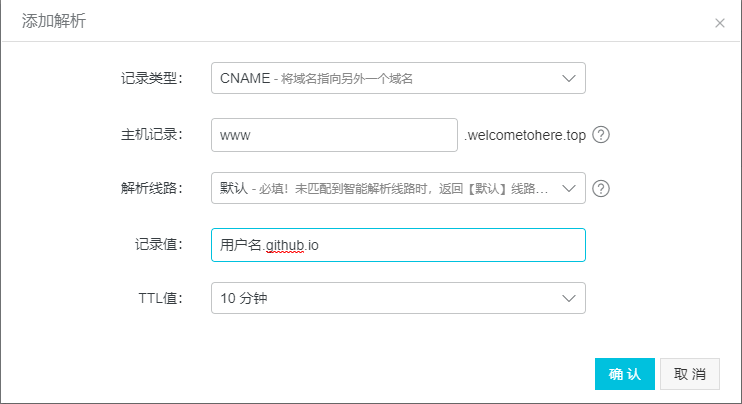 添加解析
×
记录类型: CNAME - 将域名指向另外一个域名
主机记录: www .welcometohere.top ?
解析线路: 默认 - 必填!未匹配到智能解析线路时,返回【默认】线路... ?
记录值: 用户名.github.io
TTL值: 10 分钟
确认 取消